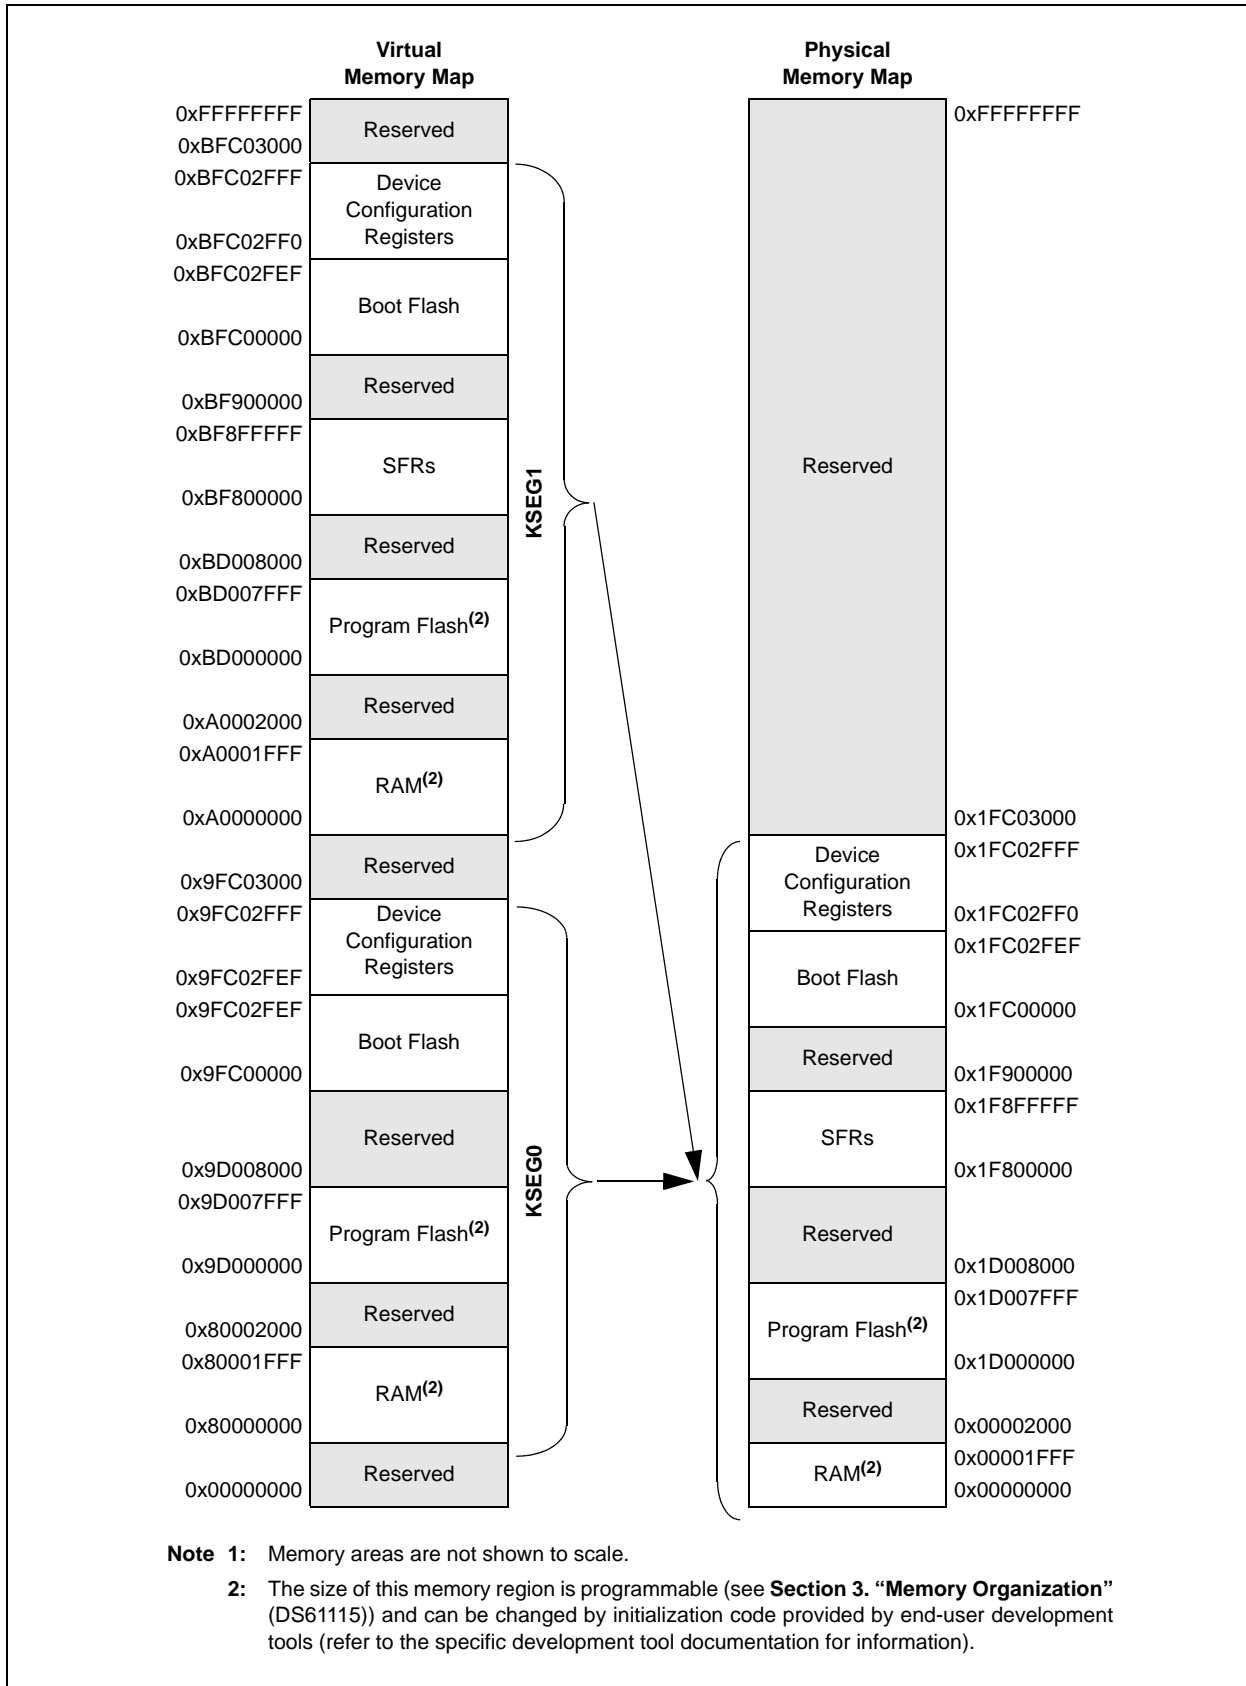 Virtual
Memory Map
0xFFFFFFFF
Reserved
0xBFC03000
0xBFC02FFF
Device
Configuration
Registers
0xBFC02FF0
0xBFC02FEF
Boot Flash
0xBFC00000
Reserved
0xBF900000
0xBF8FFFFF
SFRs
0xBF800000
Reserved
0xBD008000
0xBD007FFF
Program Flash(2)
0xBD000000
Reserved
0xA0002000
0xA0001FFF
RAM(2)
0xA0000000
KSEG1
Reserved
0x9FC03000
0x9FC02FFF
Device
Configuration
Registers
0x9FC02FEF
0x9FC02FEF
Boot Flash
0x9FC00000
Reserved
0x9D008000
0x9D007FFF
Program Flash(2)
0x9D000000
Reserved
0x80002000
0x80001FFF
RAM(2)
0x80000000
KSEG0
Reserved
0x00000000
Physical
Memory Map
0xFFFFFFFF
Reserved
0x1FC03000
0x1FC02FFF
Device
Configuration
Registers
0x1FC02FF0
0x1FC02FEF
Boot Flash
0x1FC00000
Reserved
0x1F900000
0x1F8FFFFF
SFRs
0x1F800000
Reserved
0x1D008000
0x1D007FFF
Program Flash(2)
0x1D000000
Reserved
0x00002000
0x00001FFF
RAM(2)
0x00000000
Note 1: Memory areas are not shown to scale.
2: The size of this memory region is programmable (see Section 3. “Memory Organization”
(DS61115)) and can be changed by initialization code provided by end-user development
tools (refer to the specific development tool documentation for information).